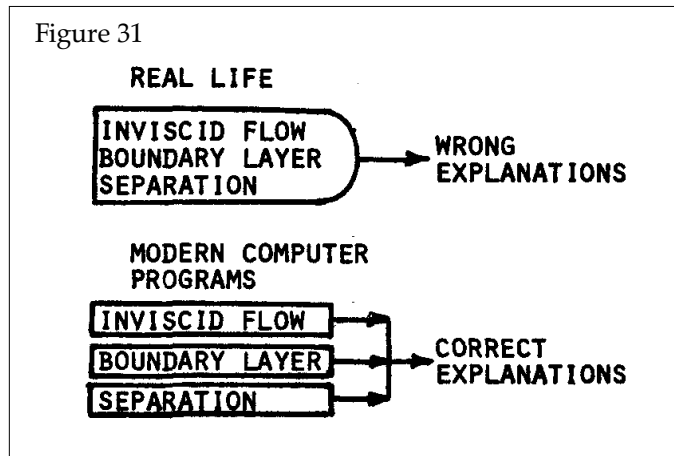 Figure 31
REAL LIFE
INVISCID FLOW
BOUNDARY LAYER
SEPARATION
WRONG
EXPLANATIONS
MODERN COMPUTER
PROGRAMS
INVISCID FLOW
BOUNDARY LAYER
SEPARATION
CORRECT
EXPLANATIONS